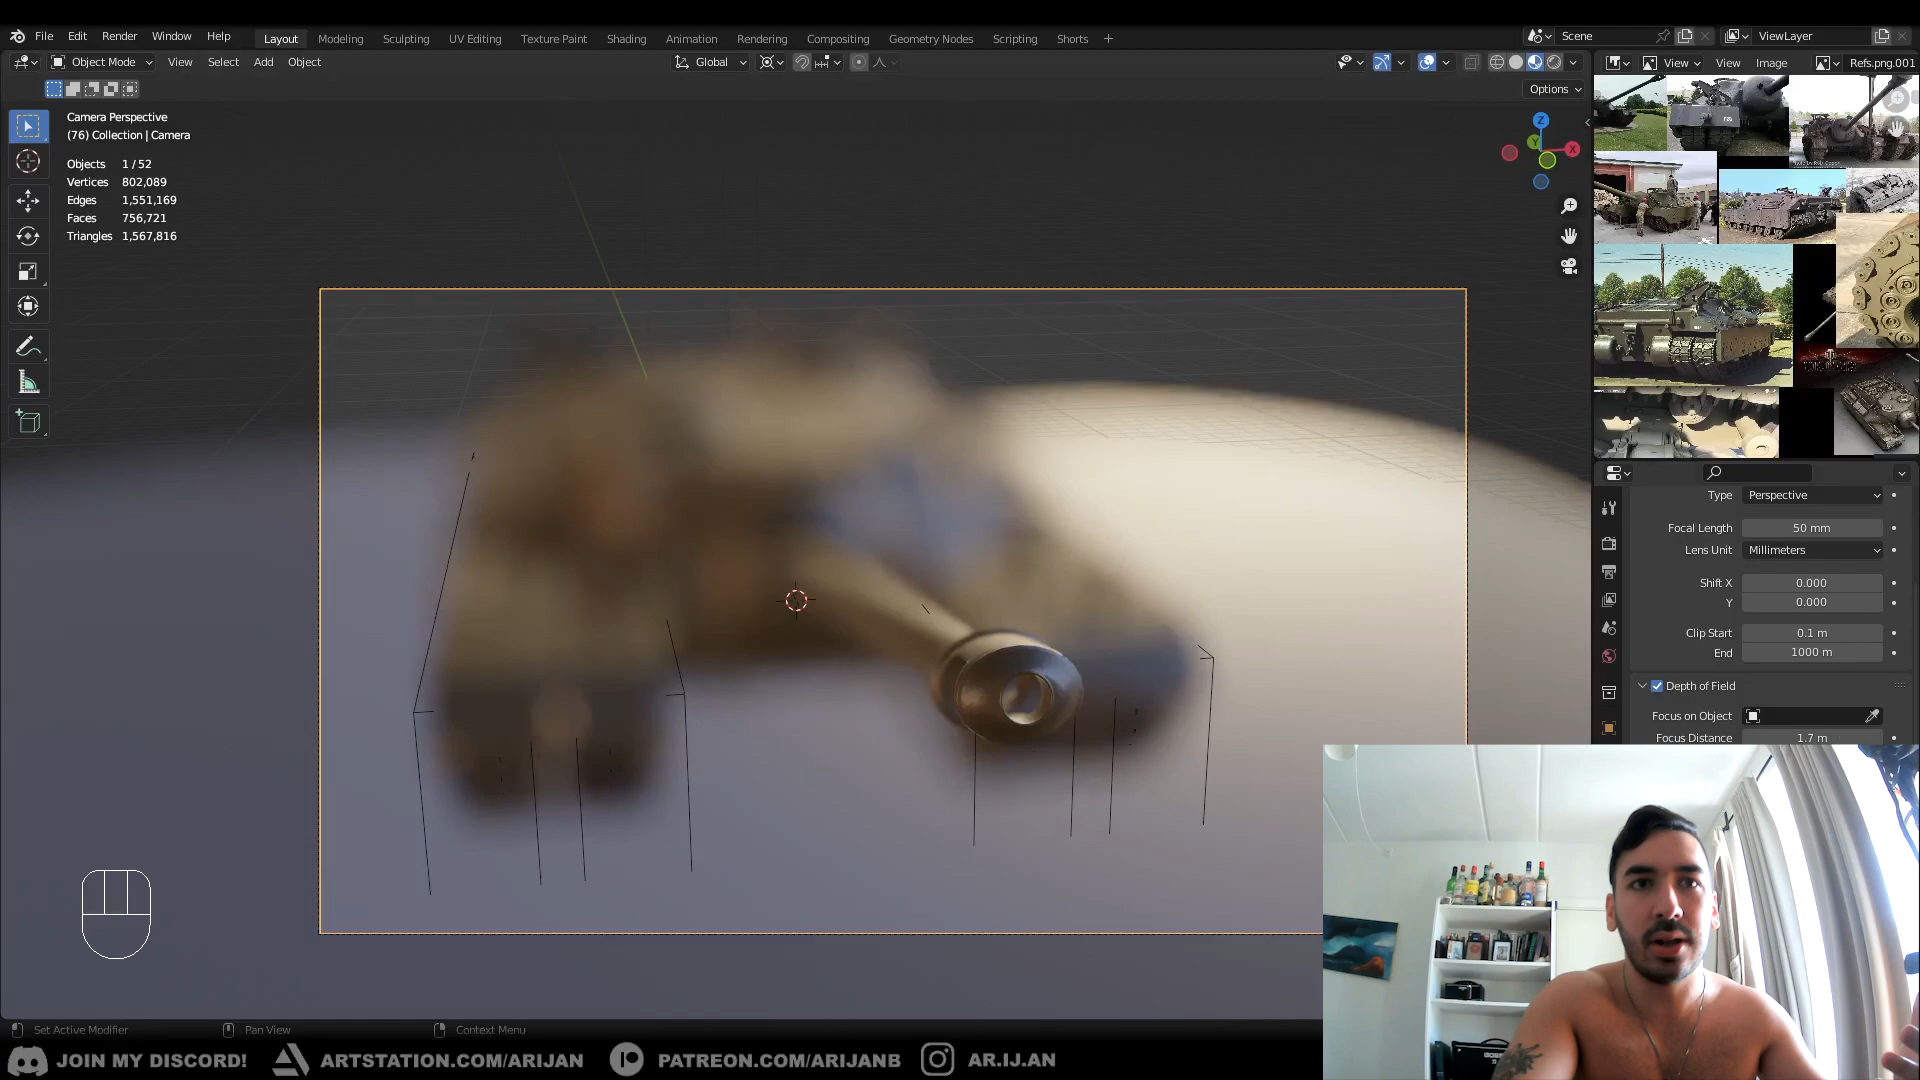 File Edit Render Window Help Layout Modeling Sculpting UV Editing Texture Paint Shading Animation Rendering Compositing Geometry Nodes Scripting Shorts + Scene ViewLayer
Object Mode View Select Add Object Global View View Image Refs.png.001
Options
Camera Perspective
(76) Collection | Camera
Objects 1 / 52
Vertices 802,089
Edges 1,551,169
Faces 756,721
Triangles 1,567,816
Z
Y
X
Type Perspective
Focal Length 50 mm
Lens Unit Millimeters
Shift X 0.000
Y 0.000
Clip Start 0.1 m
End 1000 m
Depth of Field
Focus on Object
Focus Distance 1.7 m
Set Active Modifier Pan View Context Menu
JOIN MY DISCORD! ARTSTATION.COM/ARIJAN PATREON.COM/ARIJANB AR.IJ.AN